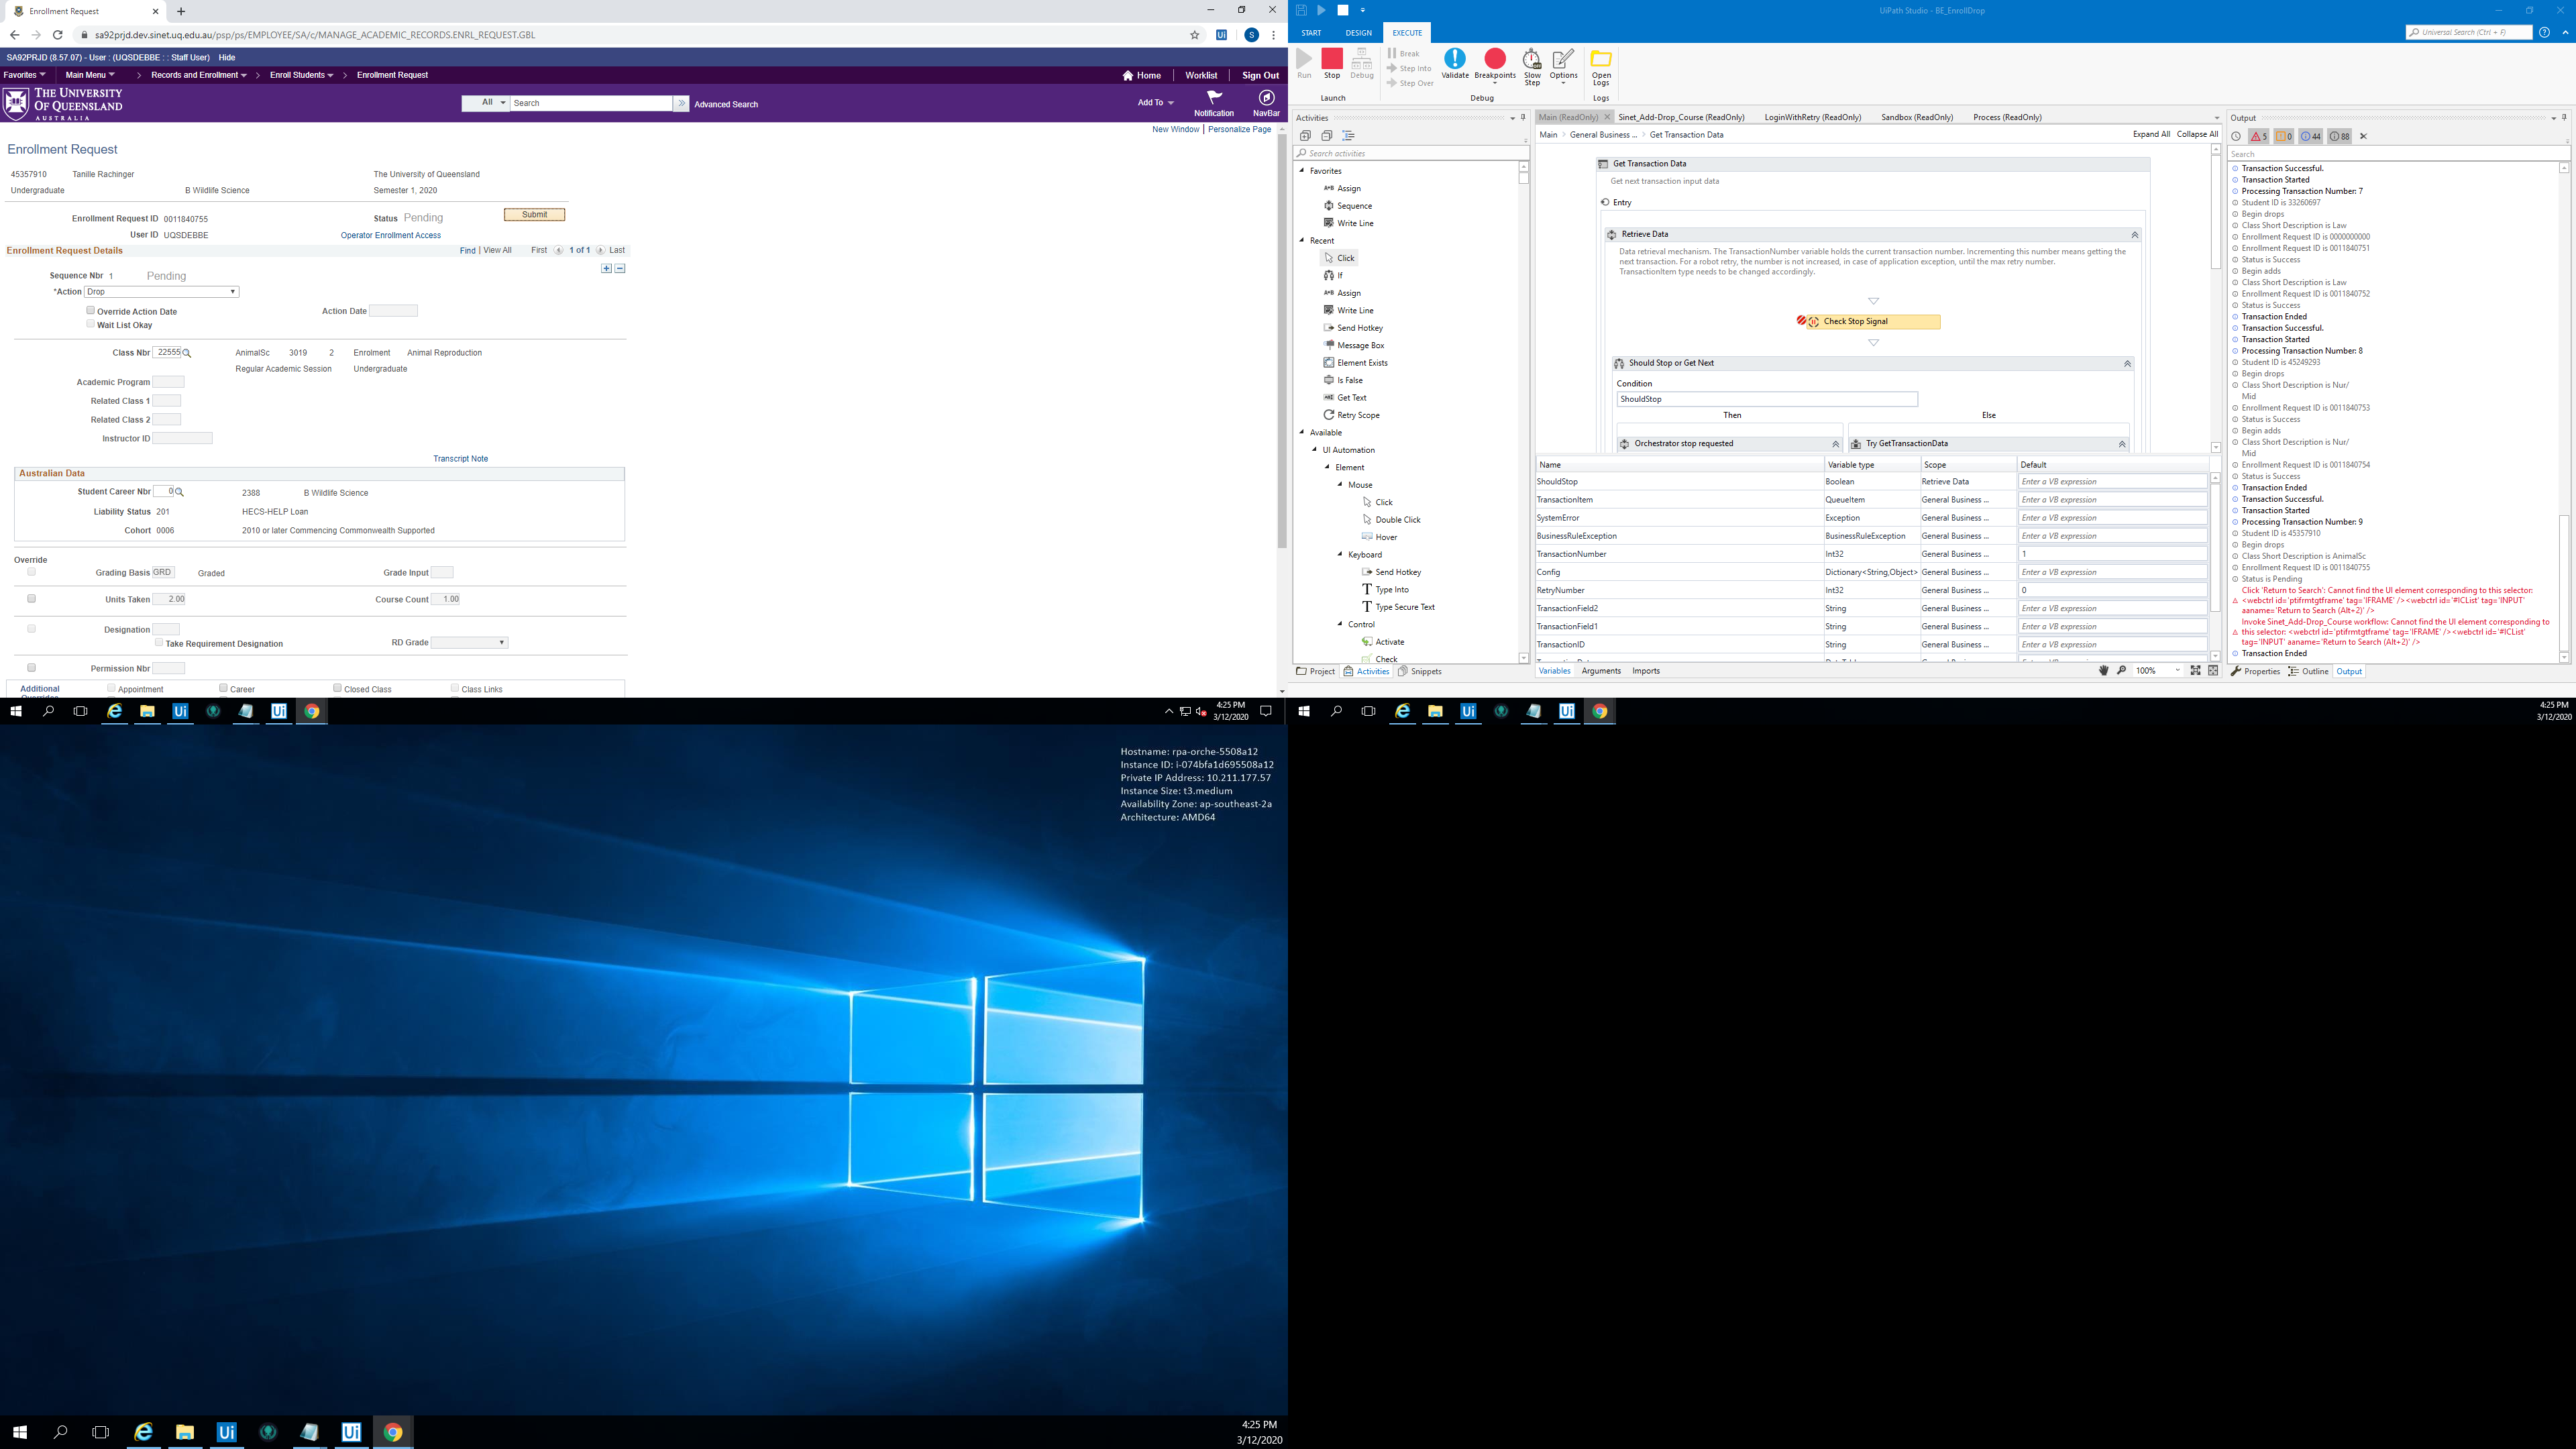 Enrollment Request
sa92prjd.dev.sinet.uq.edu.au/psp/ps/EMPLOYEE/SA/c/MANAGE_ACADEMIC_RECORDS.ENRL_REQUEST.GBL
SA92PRJD (8.57.07) - User : (UQSDEBBE : : Staff User) Hide
Favorites Main Menu Records and Enrollment Enroll Students Enrollment Request Home Worklist Sign Out
THE UNIVERSITY
OF QUEENSLAND
AUSTRALIA
All Search Advanced Search Add To Notification NavBar
New Window Personalize Page
Enrollment Request
45357910 Tanille Rachinger The University of Queensland
Undergraduate B Wildlife Science Semester 1, 2020
Enrollment Request ID 0011840755 Status Pending Submit
User ID UQSDEBBE Operator Enrollment Access
Enrollment Request Details Find | View All First 1 of 1 Last
Sequence Nbr 1 Pending
*Action Drop
Override Action Date Action Date
Wait List Okay
Class Nbr 22555 AnimalSc 3019 2 Enrolment Animal Reproduction
Regular Academic Session Undergraduate
Academic Program
Related Class 1
Related Class 2
Instructor ID
Transcript Note
Australian Data
Student Career Nbr 0 2388 B Wildlife Science
Liability Status 201 HECS-HELP Loan
Cohort 0006 2010 or later Commencing Commonwealth Supported
Override
Grading Basis GRD Graded Grade Input
Units Taken 2.00 Course Count 1.00
Designation
Take Requirement Designation RD Grade
Permission Nbr
Additional Appointment Career Closed Class Class Links
4:25 PM
3/12/2020
UiPath Studio - BE_EnrollDrop
START DESIGN EXECUTE
Universal Search (Ctrl + F)
Run Stop Debug
Break
Step Into
Step Over
Validate Breakpoints Slow Step Options Open Logs
Launch Debug Logs
Activities
Search activities
Favorites
Assign
Sequence
Write Line
Recent
Click
If
Assign
Write Line
Send Hotkey
Message Box
Element Exists
Is False
Get Text
Retry Scope
Available
UI Automation
Element
Mouse
Click
Double Click
Hover
Keyboard
Send Hotkey
Type Into
Type Secure Text
Control
Activate
Check
Project Activities Snippets
Main (ReadOnly) Sinet_Add-Drop_Course (ReadOnly) LoginWithRetry (ReadOnly) Sandbox (ReadOnly) Process (ReadOnly)
Main General Business ... Get Transaction Data Expand All Collapse All
Get Transaction Data
Get next transaction input data
Entry
Retrieve Data
Data retrieval mechanism. The TransactionNumber variable holds the current transaction number. Incrementing this number means getting the
next transaction. For a robot retry, the number is not increased, in case of application exception, until the max retry number.
TransactionItem type needs to be changed accordingly.
Check Stop Signal
Should Stop or Get Next
Condition
ShouldStop
Then Else
Orchestrator stop requested Try GetTransactionData
Name Variable type Scope Default
ShouldStop Boolean Retrieve Data Enter a VB expression
TransactionItem QueueItem General Business ... Enter a VB expression
SystemError Exception General Business ... Enter a VB expression
BusinessRuleException BusinessRuleException General Business ... Enter a VB expression
TransactionNumber Int32 General Business ... 1
Config Dictionary<String,Object> General Business ... Enter a VB expression
RetryNumber Int32 General Business ... 0
TransactionField2 String General Business ... Enter a VB expression
TransactionField1 String General Business ... Enter a VB expression
TransactionID String General Business ... Enter a VB expression
Variables Arguments Imports 100%
Output
5 0 44 88
Search
Transaction Successful.
Transaction Started
Processing Transaction Number: 7
Student ID is 33260697
Begin drops
Class Short Description is Law
Enrollment Request ID is 0000000000
Enrollment Request ID is 0011840751
Status is Success
Begin adds
Class Short Description is Law
Enrollment Request ID is 0011840752
Status is Success
Transaction Ended
Transaction Successful.
Transaction Started
Processing Transaction Number: 8
Student ID is 45249293
Begin drops
Class Short Description is Nur/
Mid
Enrollment Request ID is 0011840753
Status is Success
Begin adds
Class Short Description is Nur/
Mid
Enrollment Request ID is 0011840754
Status is Success
Transaction Ended
Transaction Successful.
Transaction Started
Processing Transaction Number: 9
Student ID is 45357910
Begin drops
Class Short Description is AnimalSc
Enrollment Request ID is 0011840755
Status is Pending
Click 'Return to Search': Cannot find the UI element corresponding to this selector:
<webctrl id='ptifrmtgtframe' tag='IFRAME' /><webctrl id='#ICList' tag='INPUT'
aaname='Return to Search (Alt+2)' />
Invoke Sinet_Add-Drop_Course workflow: Cannot find the UI element corresponding to
this selector: <webctrl id='ptifrmtgtframe' tag='IFRAME' /><webctrl id='#ICList'
tag='INPUT' aaname='Return to Search (Alt+2)' />
Transaction Ended
Properties Outline Output
4:25 PM
3/12/2020
Hostname: rpa-orche-5508a12
Instance ID: i-074bfa1d695508a12
Private IP Address: 10.211.177.57
Instance Size: t3.medium
Availability Zone: ap-southeast-2a
Architecture: AMD64
4:25 PM
3/12/2020